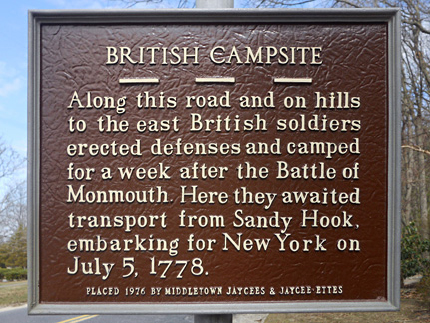 BRITISH CAMPSITE
Along this road and on hills
to the east British soldiers
erected defenses and camped
for a week after the Battle of
Monmouth. Here they awaited
transport from Sandy Hook,
embarking for New York on
July 5, 1778.
PLACED 1976 BY MIDDLETOWN JAYCEES & JAYCEE-ETTES